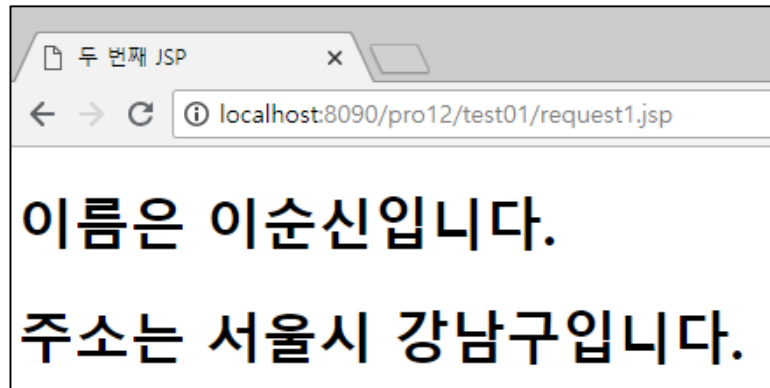 두 번째 JSP
localhost:8090/pro12/test01/request1.jsp
이름은 이순신입니다.
주소는 서울시 강남구입니다.